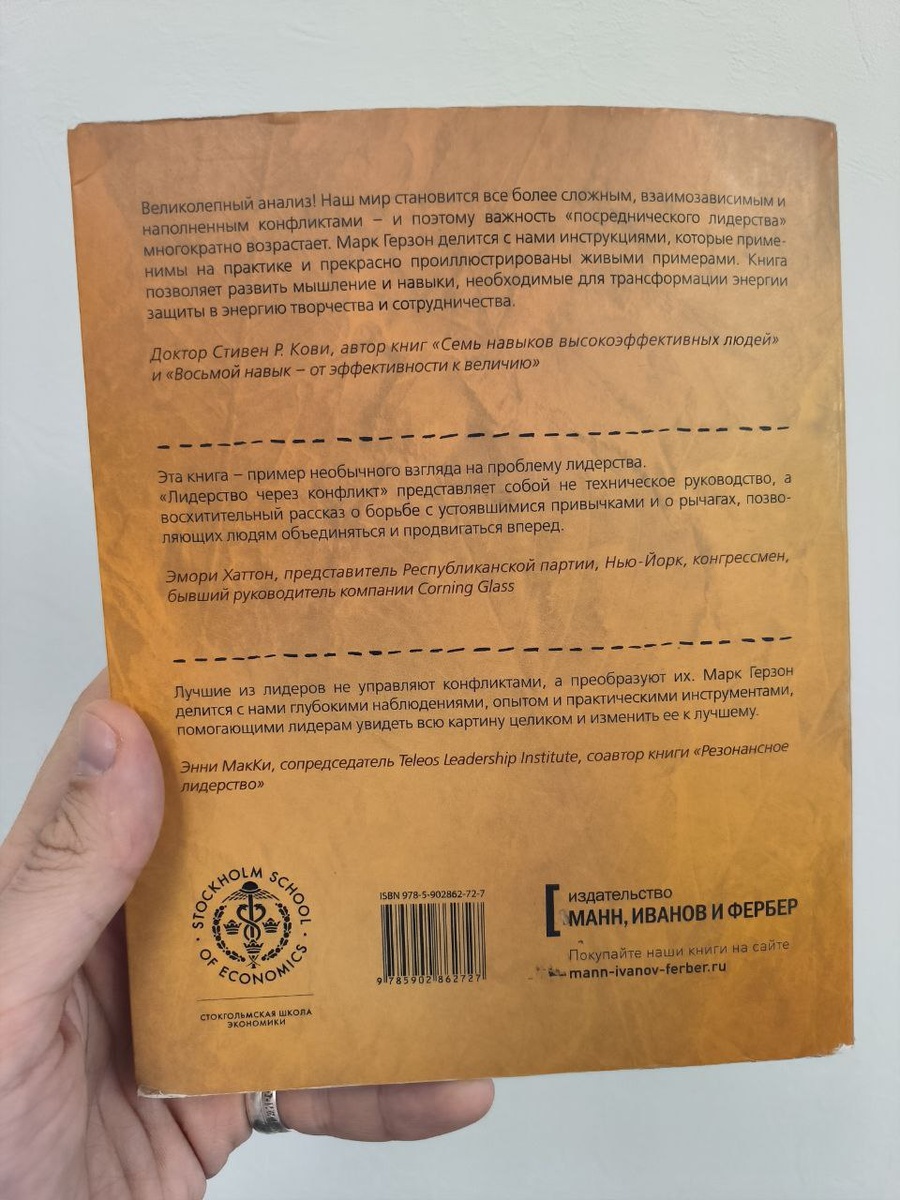 Великолепный анализ! Наш мир становится все более сложным, взаимозависимым и
наполненным конфликтами – и поэтому важность «посреднического лидерства»
многократно возрастает. Марк Герзон делится с нами инструкциями, которые приме-
нимы на практике и прекрасно проиллюстрированы живыми примерами. Книга
позволяет развить мышление и навыки, необходимые для трансформации энергии
защиты в энергию творчества и сотрудничества.
Доктор Стивен Р. Кови, автор книг «Семь навыков высокоэффективных людей»
и «Восьмой навык – от эффективности к величию»
Эта книга – пример необычного взгляда на проблему лидерства.
«Лидерство через конфликт» представляет собой не техническое руководство, а
восхитительный рассказ о борьбе с устоявшимися привычками и о рычагах, позво-
ляющих людям объединяться и продвигаться вперед.
Эмори Хаттон, представитель Республиканской партии, Нью-Йорк, конгрессмен,
бывший руководитель компании Corning Glass
Лучшие из лидеров не управляют конфликтами, а преобразуют их. Марк Герзон
делится с нами глубокими наблюдениями, опытом и практическими инструментами,
помогающими лидерам увидеть всю картину целиком и изменить ее к лучшему.
Энни МакКи, сопредседатель Teleos Leadership Institute, соавтор книги «Резонансное
лидерство»
STOCKHOLM SCHOOL
OF ECONOMICS
СТОКГОЛЬМСКАЯ ШКОЛА
ЭКОНОМИКИ
ISBN 978-5-902862-72-7
9 785902 862727
издательство
МАНН, ИВАНОВ И ФЕРБЕР
Покупайте наши книги на сайте
mann-ivanov-ferber.ru